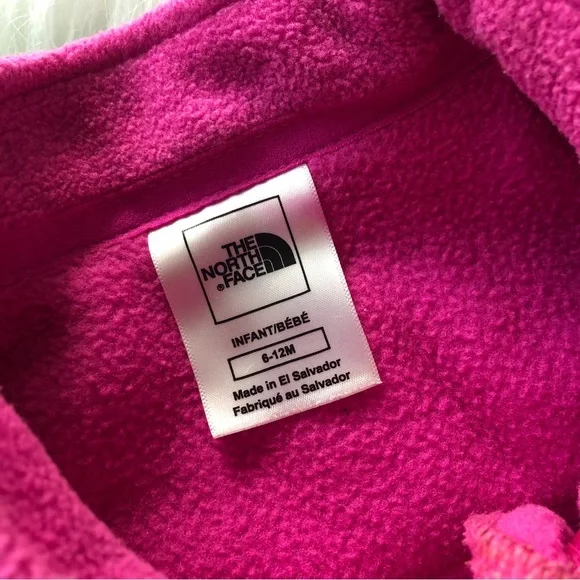 THE
NORTH
®FACE
INFANT/BÉBÉ
6-12M
Made in El Salvador
Fabriqué au Salvador